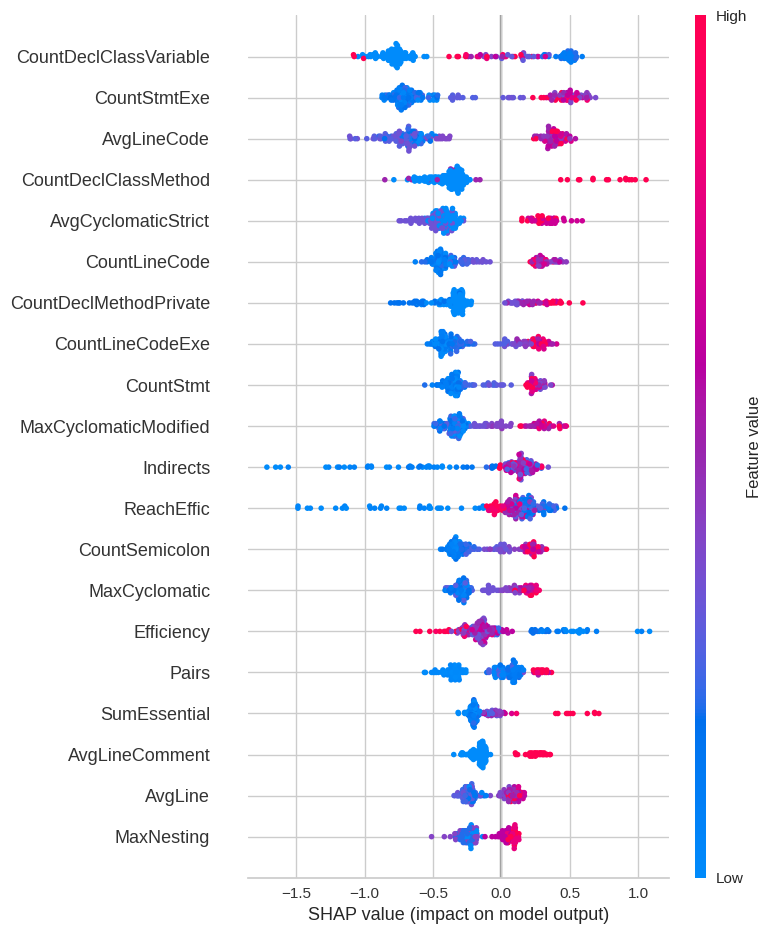 High
CountDeclClassVariable
CountStmtExe
AvgLineCode
CountDeclClassMethod
AvgCyclomaticStrict
CountLineCode
CountDeclMethodPrivate
CountLineCodeExe
CountStmt
MaxCyclomaticModified
Indirects
ReachEffic
CountSemicolon
MaxCyclomatic
Efficiency
Pairs
SumEssential
AvgLineComment
AvgLine
MaxNesting
Feature value
Low
−1.5 −1.0 −0.5 0.0 0.5 1.0
SHAP value (impact on model output)